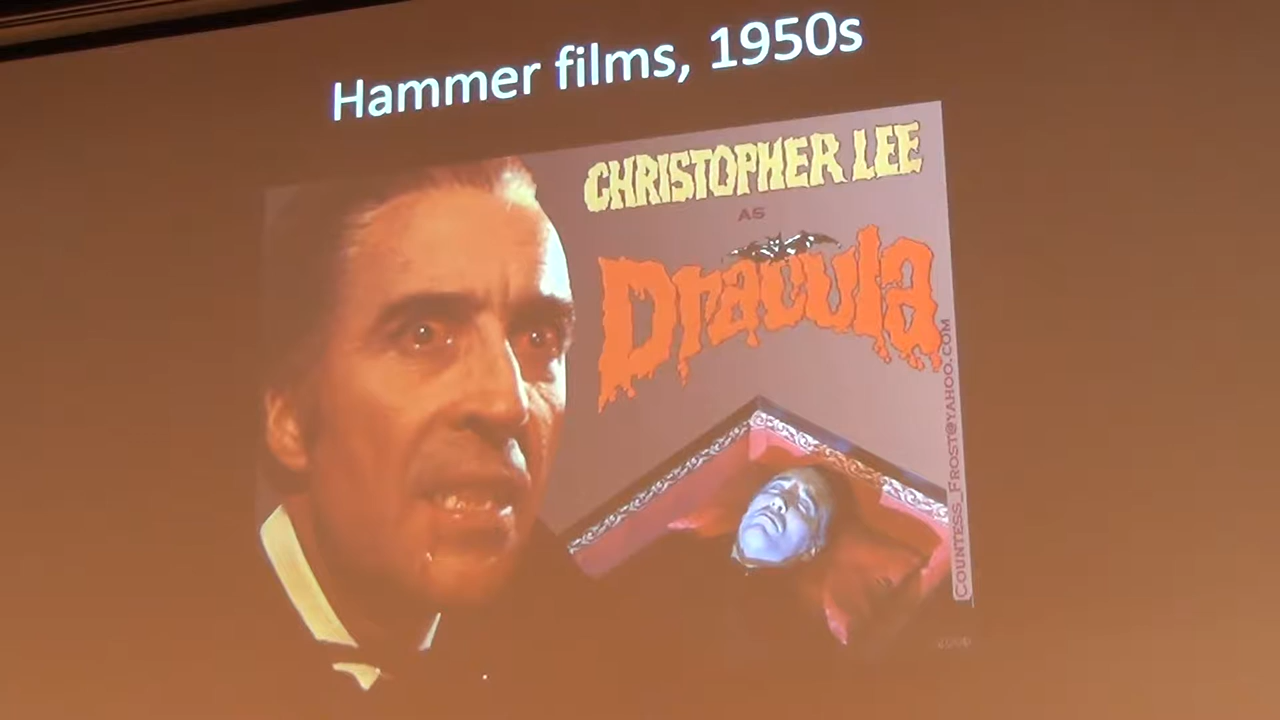 Hammer films, 1950s
CHRISTOPHER LEE
AS
Dracula
COUNTESS_FROST@YAHOO.COM